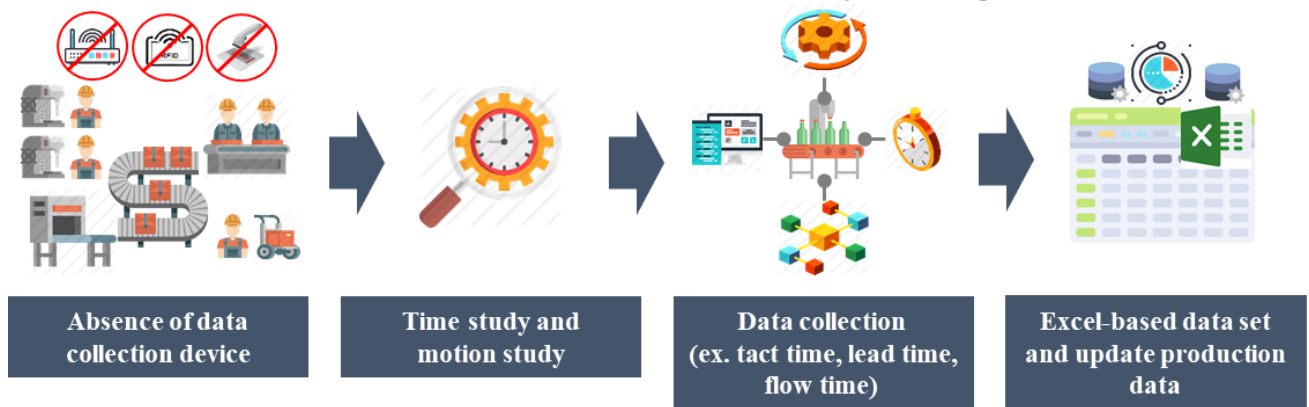 RFID
Absence of data
collection device
Time study and
motion study
Data collection
(ex. tact time, lead time,
flow time)
X
Excel-based data set
and update production
data